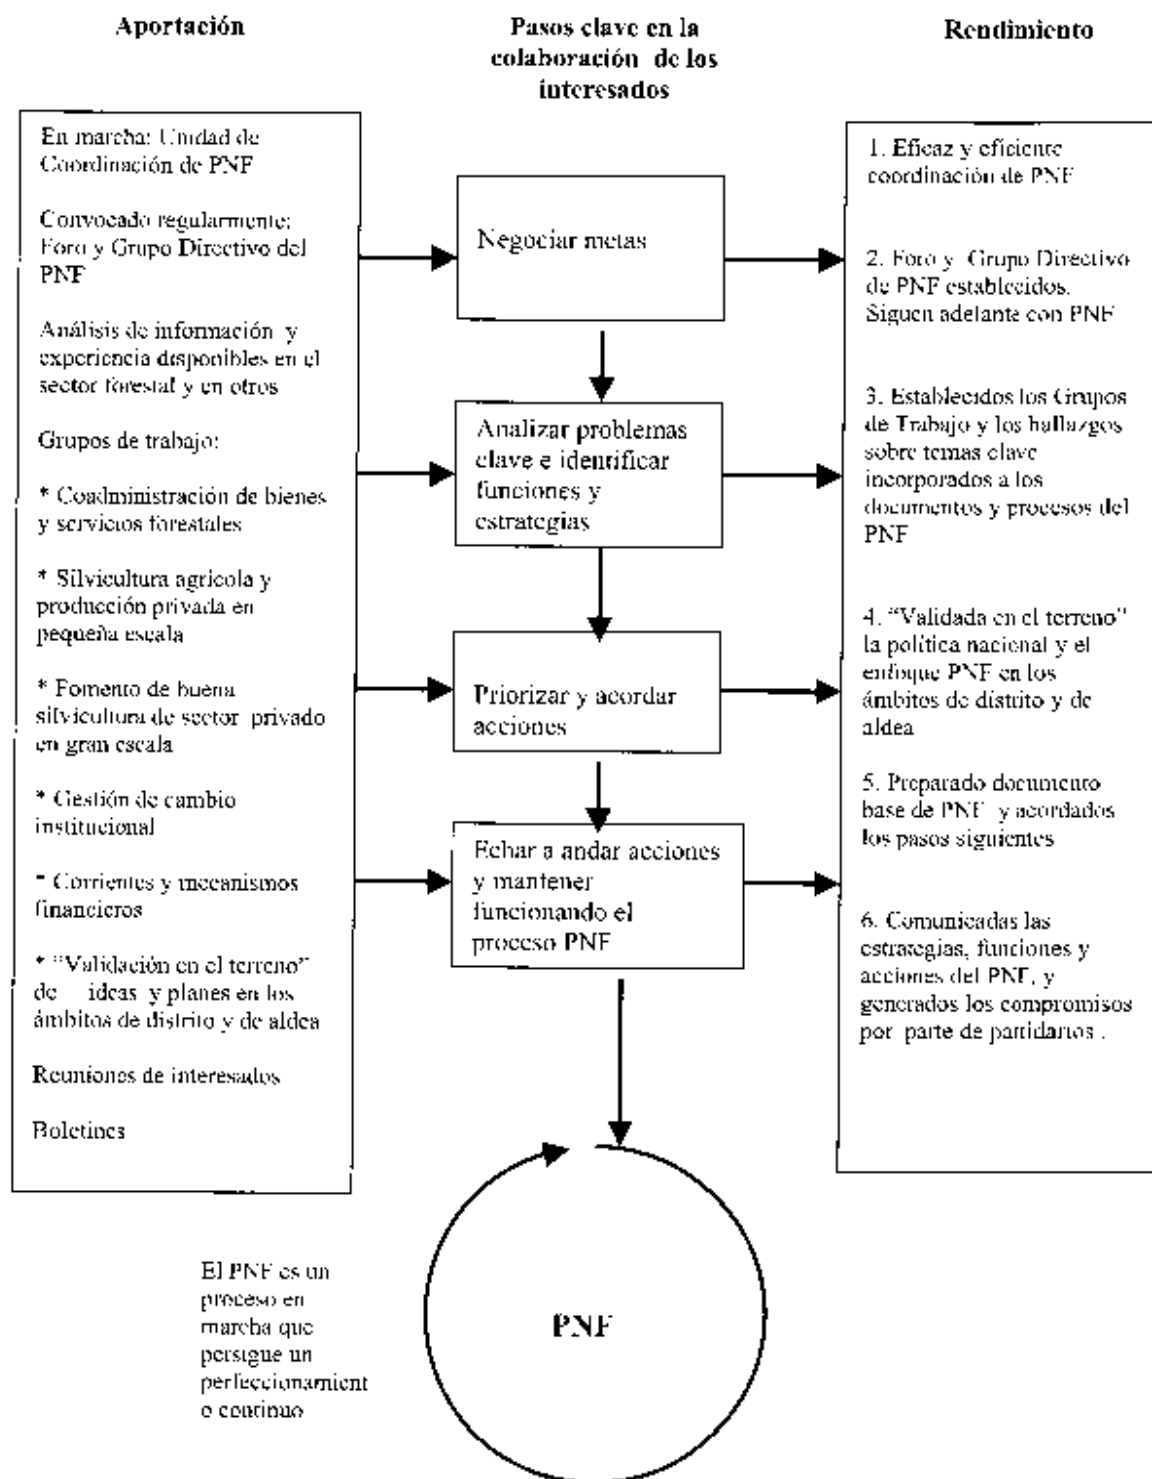 Aportación
Pasos clave en la
colaboración de los
interesados
Rendimiento
En marcha: Unidad de
Coordinación de PNF
Convocado regularmente:
Foro y Grupo Directivo del
PNF
Análisis de información y
experiencia disponibles en el
sector forestal y en otros
Grupos de trabajo:
* Coadministración de bienes
y servicios forestales
* Silvicultura agrícola y
producción privada en
pequeña escala
* Fomento de buena
silvicultura de sector privado
en gran escala
* Gestión de cambio
institucional
* Corrientes y mecanismos
financieros
* “Validación en el terreno”
de ideas y planes en los
ámbitos de distrito y de aldea
Reuniones de interesados
Boletines
Negociar metas
Analizar problemas
clave e identificar
funciones y
estrategias
Priorizar y acordar
acciones
Echar a andar acciones
y mantener
funcionando el
proceso PNF
1. Eficaz y eficiente
coordinación de PNF
2. Foro y Grupo Directivo
de PNF establecidos.
Siguen adelante con PNF
3. Establecidos los Grupos
de Trabajo y los hallazgos
sobre temas clave
incorporados a los
documentos y procesos del
PNF
4. “Validada en el terreno”
la política nacional y el
enfoque PNF en los
ámbitos de distrito y de
aldea
5. Preparado documento
base de PNF y acordados
los pasos siguientes
6. Comunicadas las
estrategias, funciones y
acciones del PNF, y
generados los compromisos
por parte de partidarios .
El PNF es un
proceso en
marcha que
persigue un
perfeccionamient
o continuo
PNF